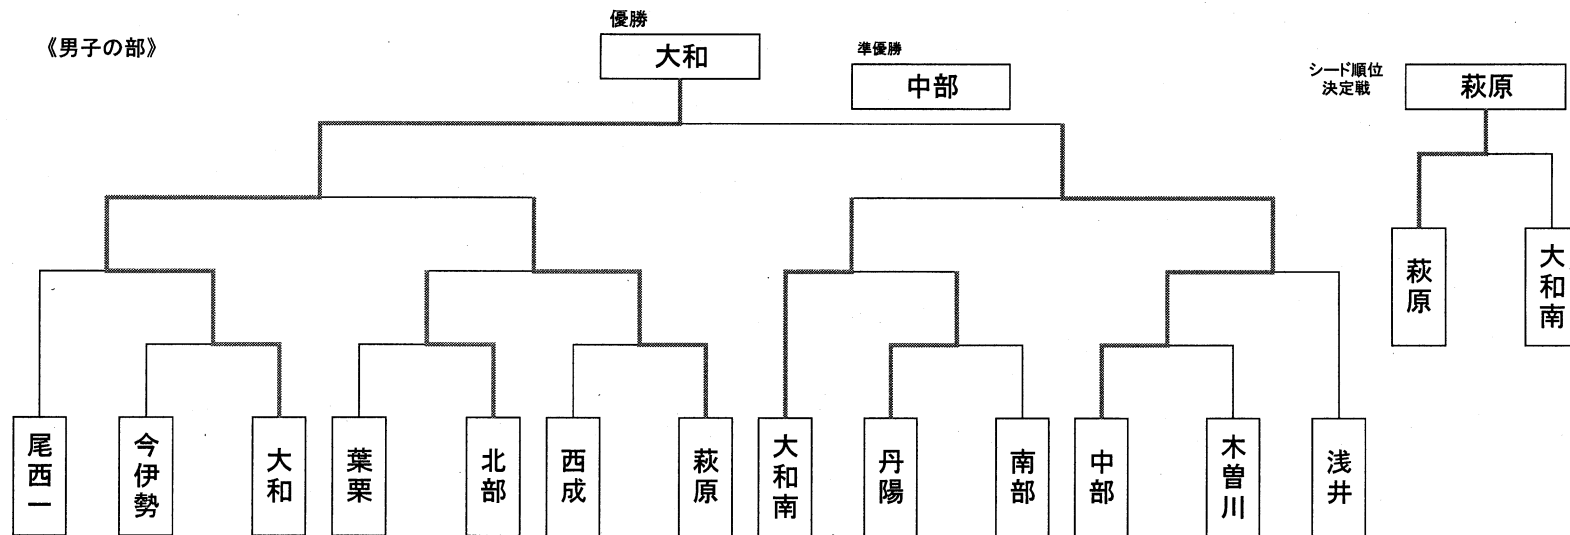 優勝
《男子の部》
大和
準優勝
中部
シード順位
決定戦
萩原
萩原
大和南
尾西一
今伊勢
大和
葉栗
北部
西成
萩原
大和南
丹陽
南部
中部
木曽川
浅井